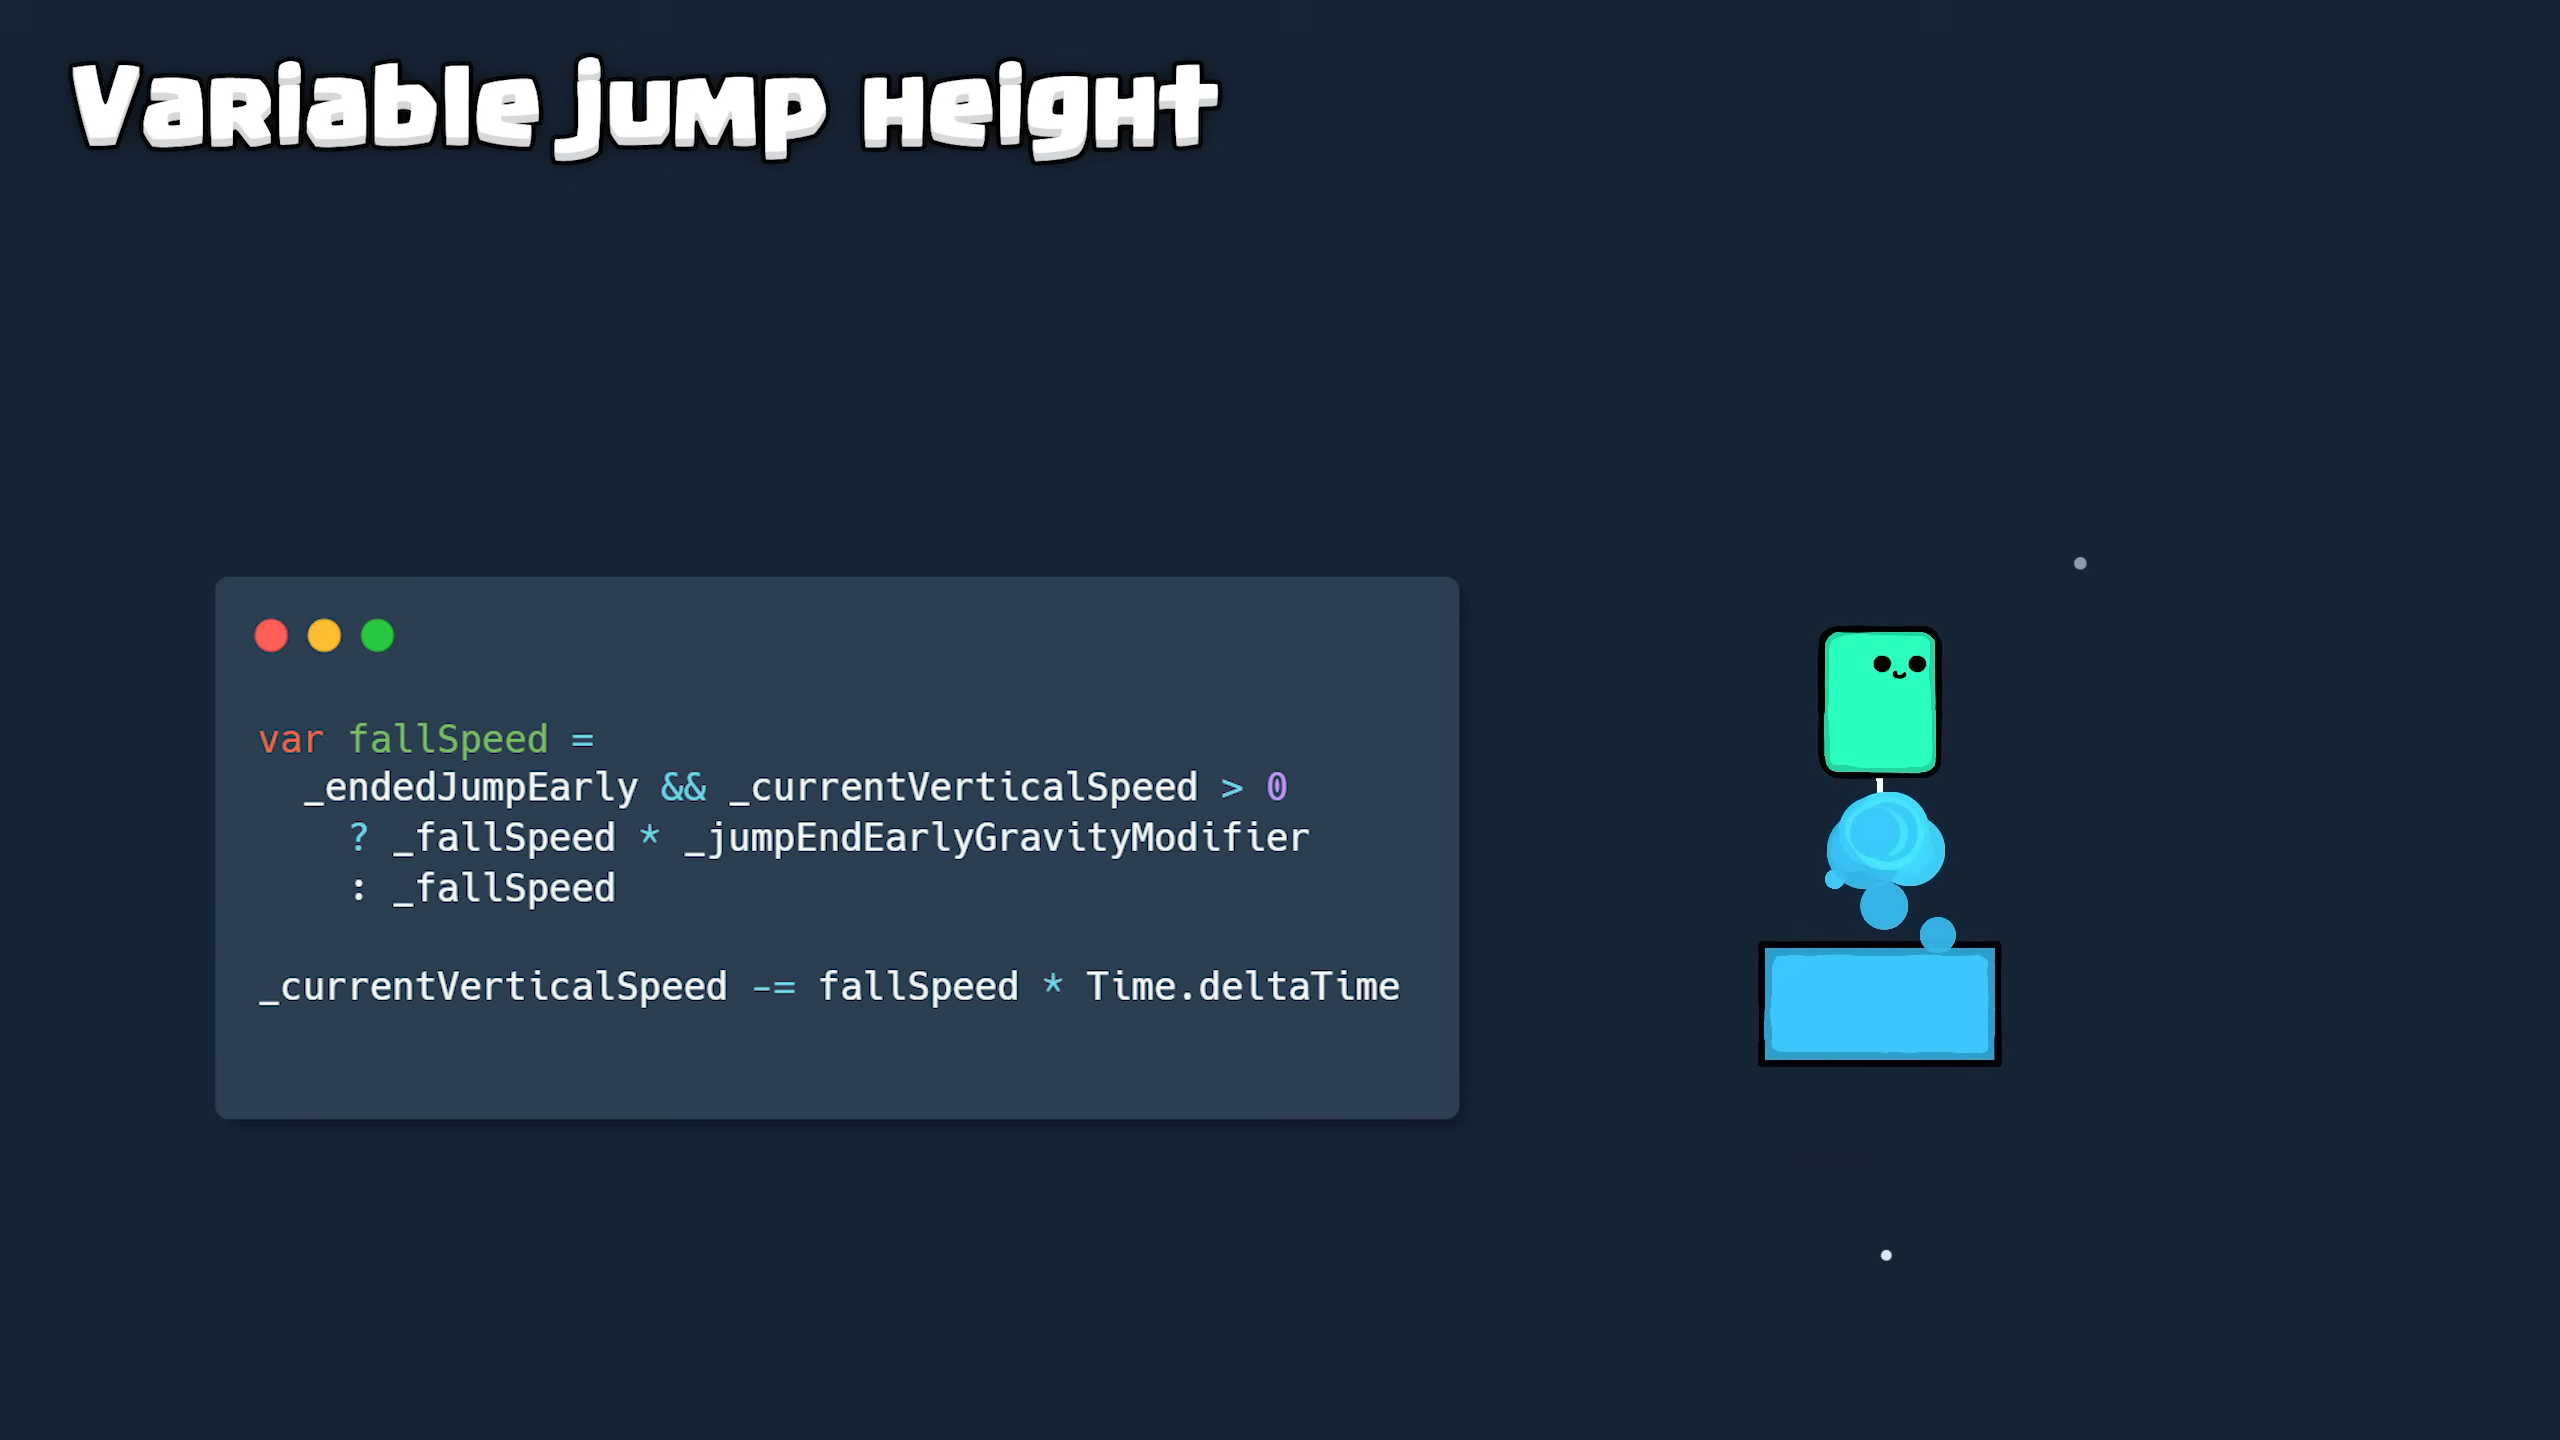 Variable jump height
var fallSpeed =
_endedJumpEarly && _currentVerticalSpeed > 0
? _fallSpeed * _jumpEndEarlyGravityModifier
: _fallSpeed
_currentVerticalSpeed -= fallSpeed * Time.deltaTime